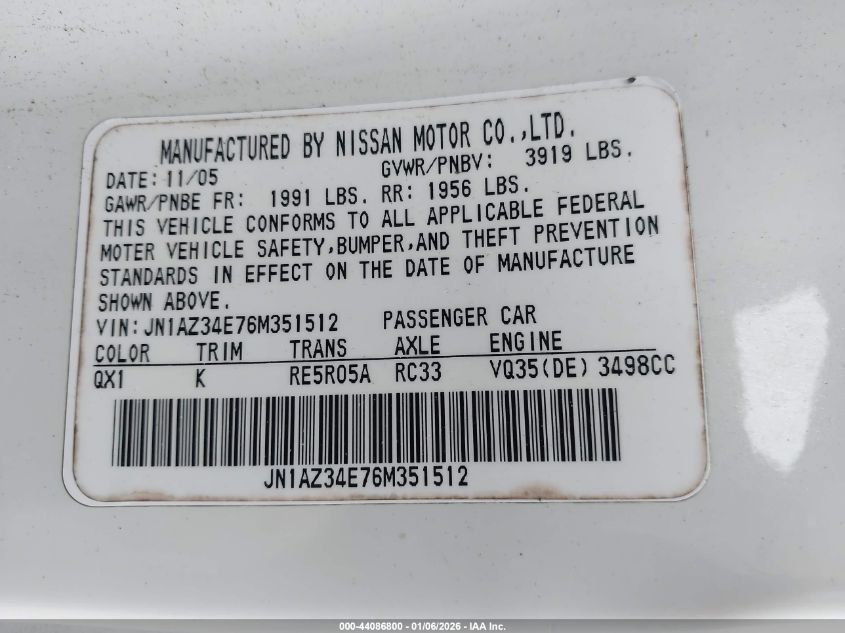 MANUFACTURED BY NISSAN MOTOR CO.,LTD.
DATE: 11/05 GVWR/PNBV: 3919 LBS.
GAWR/PNBE FR: 1991 LBS. RR: 1956 LBS.
THIS VEHICLE CONFORMS TO ALL APPLICABLE FEDERAL
MOTER VEHICLE SAFETY,BUMPER,AND THEFT PREVENTION
STANDARDS IN EFFECT ON THE DATE OF MANUFACTURE
SHOWN ABOVE.
VIN:JN1AZ34E76M351512 PASSENGER CAR
COLOR TRIM TRANS AXLE ENGINE
QX1 K RE5R05A RC33 VQ35(DE) 3498CC
JN1AZ34E76M351512
000-44086800 - 01/06/2026 - IAA Inc.